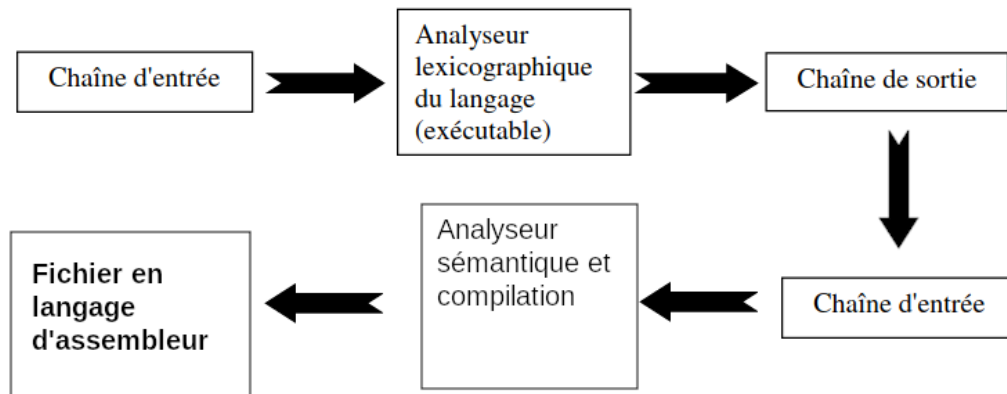 Chaîne d'entrée
Analyseur
lexicographique
du langage
(exécutable)
Chaîne de sortie
Chaîne d'entrée
Analyseur
sémantique et
compilation
Fichier en
langage
d'assembleur